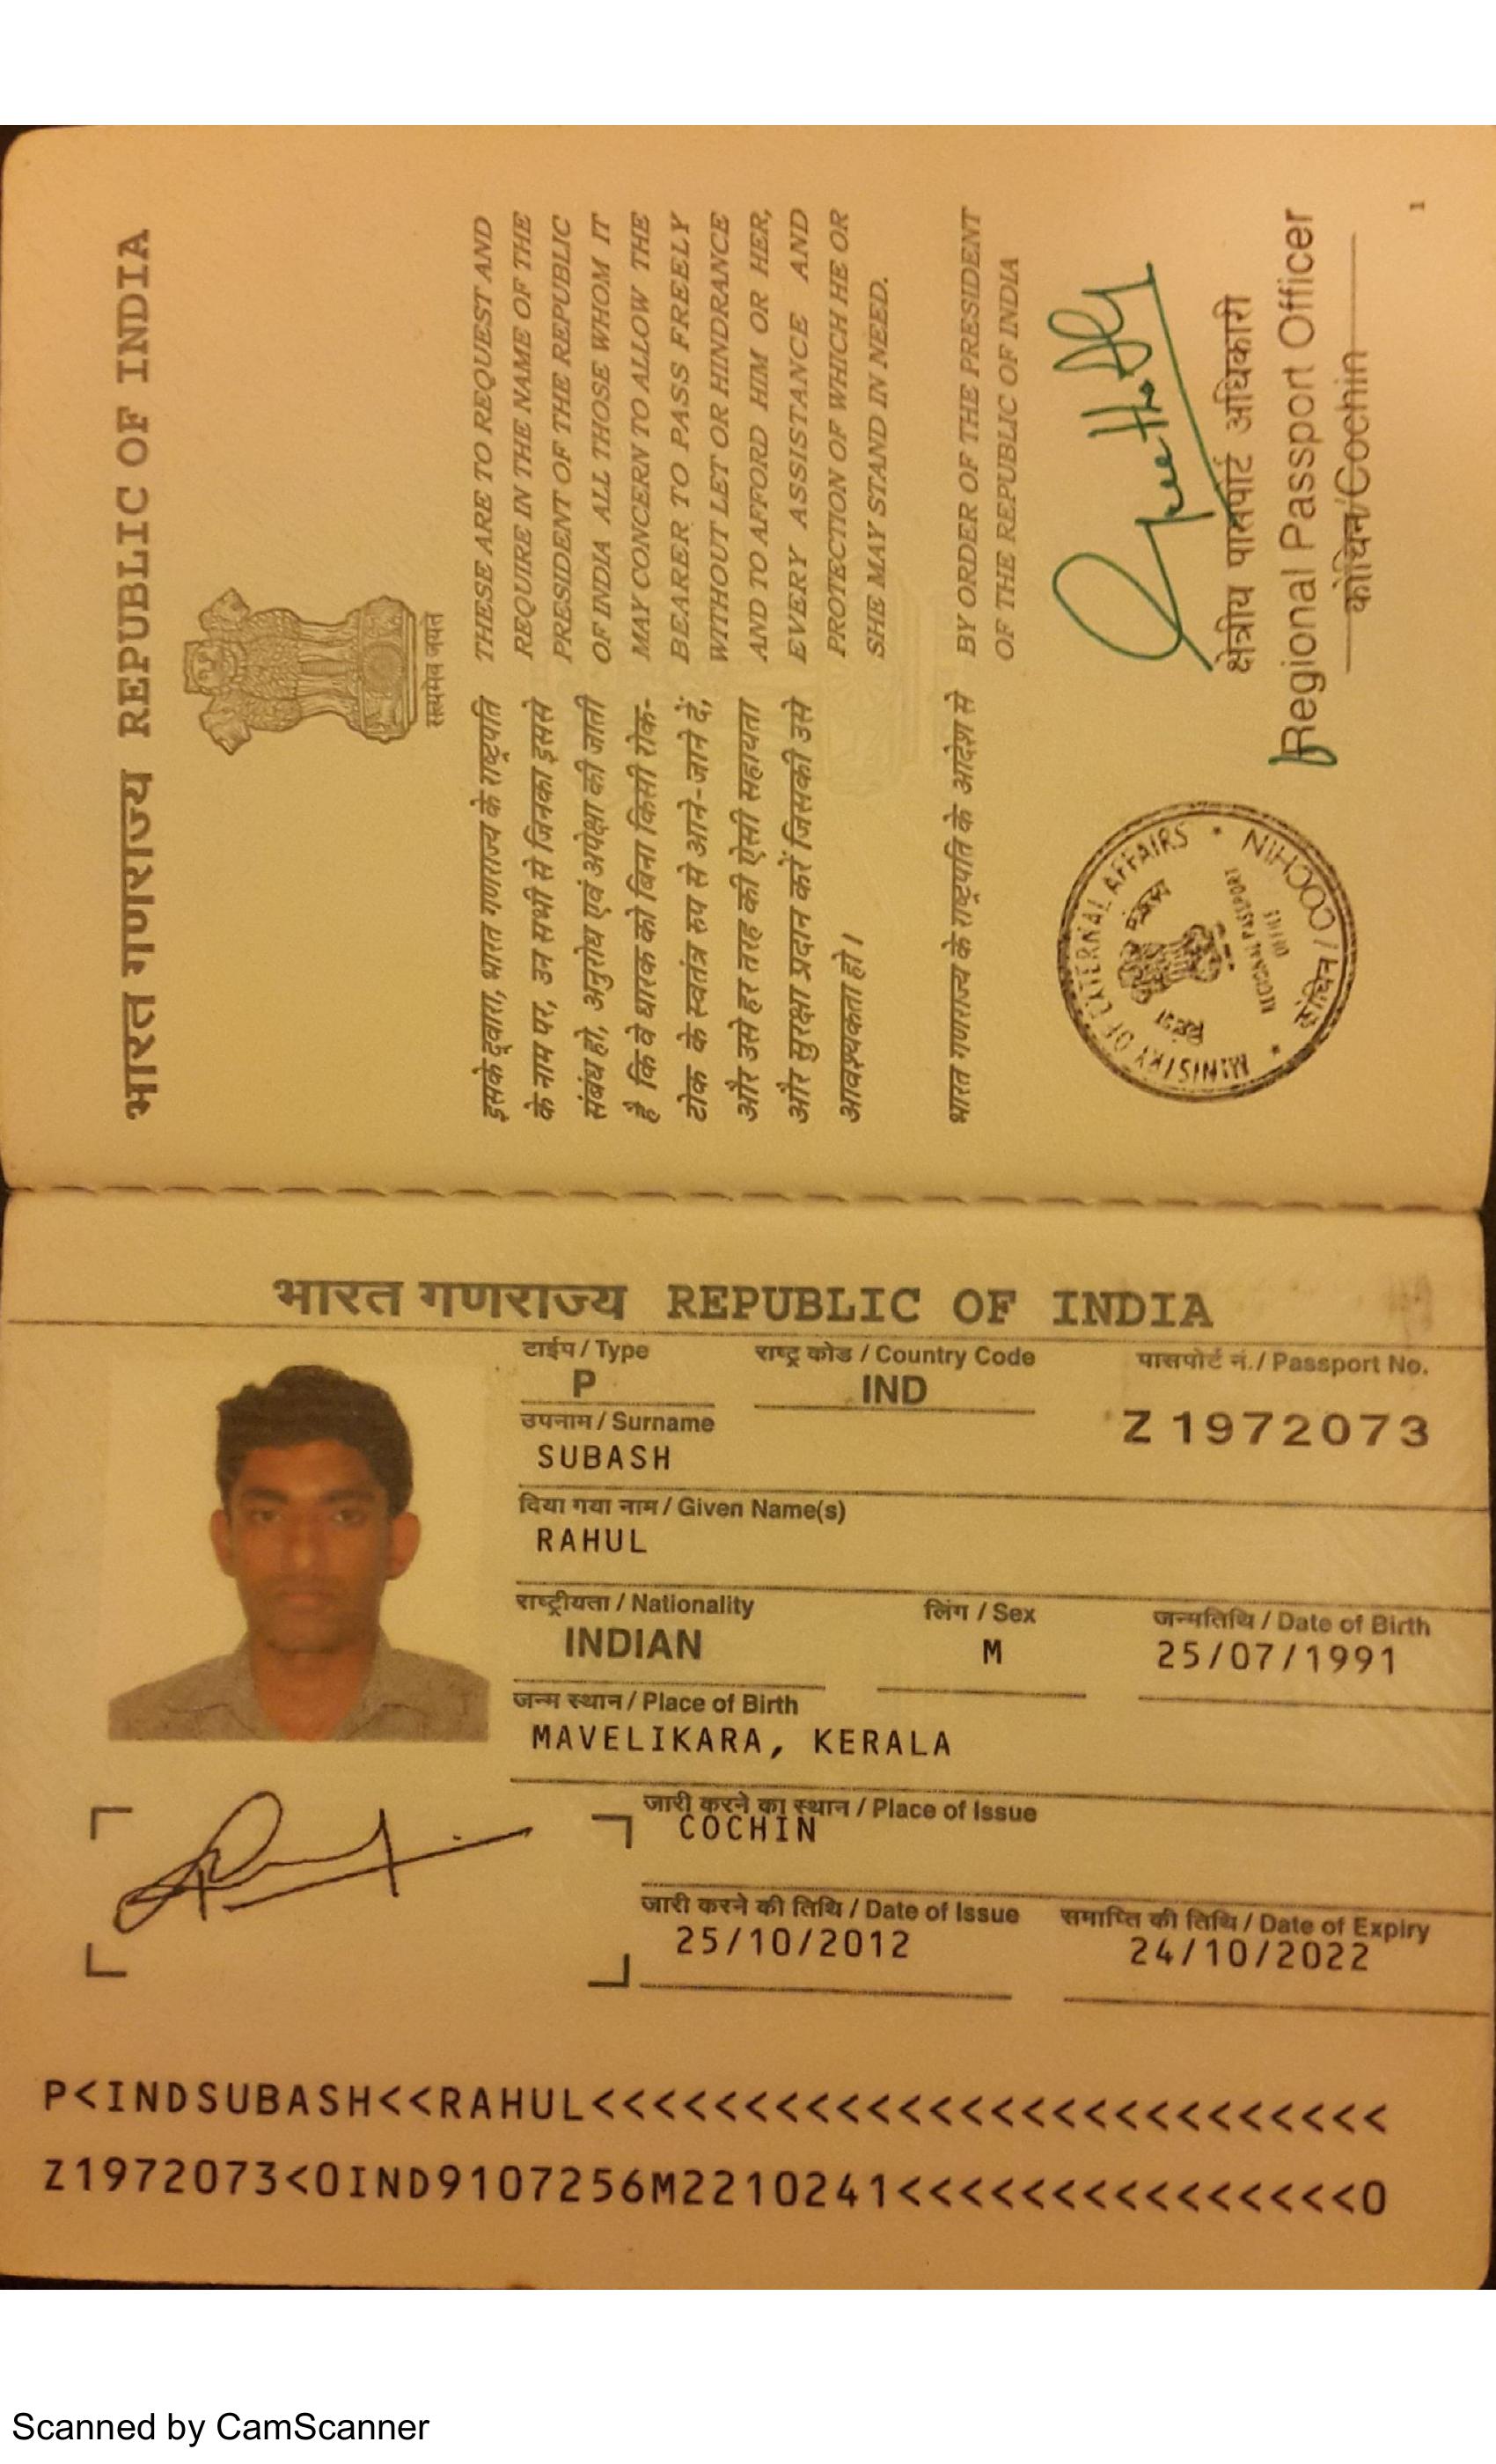 भारत गणराज्य REPUBLIC OF INDIA
सत्यमेव जयते
इसके द्वारा, भारत गणराज्य के राष्ट्रपति
के नाम पर, उन सभी से जिनका इससे
संबंध हो, अनुरोध एवं अपेक्षा की जाती
है कि वे धारक को बिना किसी रोक-
टोक के स्वतंत्र रूप से आने-जाने दें,
और उसे हर तरह की ऐसी सहायता
और सुरक्षा प्रदान करें जिसकी उसे
आवश्यकता हो।
THESE ARE TO REQUEST AND
REQUIRE IN THE NAME OF THE
PRESIDENT OF THE REPUBLIC
OF INDIA ALL THOSE WHOM IT
MAY CONCERN TO ALLOW THE
BEARER TO PASS FREELY
WITHOUT LET OR HINDRANCE
AND TO AFFORD HIM OR HER,
EVERY ASSISTANCE AND
PROTECTION OF WHICH HE OR
SHE MAY STAND IN NEED.
भारत गणराज्य के राष्ट्रपति के आदेश से
BY ORDER OF THE PRESIDENT
OF THE REPUBLIC OF INDIA
MINISTRY OF EXTERNAL AFFAIRS
REGIONAL PASSPORT
OFFICE
कोचिन / COCHIN
क्षेत्रीय पासपोर्ट अधिकारी
Regional Passport Officer
कोचिन/Cochin
1
भारत गणराज्य REPUBLIC OF INDIA
टाईप / Type राष्ट्र कोड / Country Code पासपोर्ट नं. / Passport No.
P IND Z 1972073
उपनाम / Surname
SUBASH
दिया गया नाम / Given Name(s)
RAHUL
राष्ट्रीयता / Nationality लिंग / Sex जन्मतिथि / Date of Birth
INDIAN M 25/07/1991
जन्म स्थान / Place of Birth
MAVELIKARA, KERALA
जारी करने का स्थान / Place of Issue
COCHIN
जारी करने की तिथि / Date of Issue समाप्ति की तिथि / Date of Expiry
25/10/2012 24/10/2022
P<INDSUBASH<<RAHUL<<<<<<<<<<<<<<<<<<<<<<<<<<
Z1972073<0IND9107256M2210241<<<<<<<<<<<<<<<0
Scanned by CamScanner